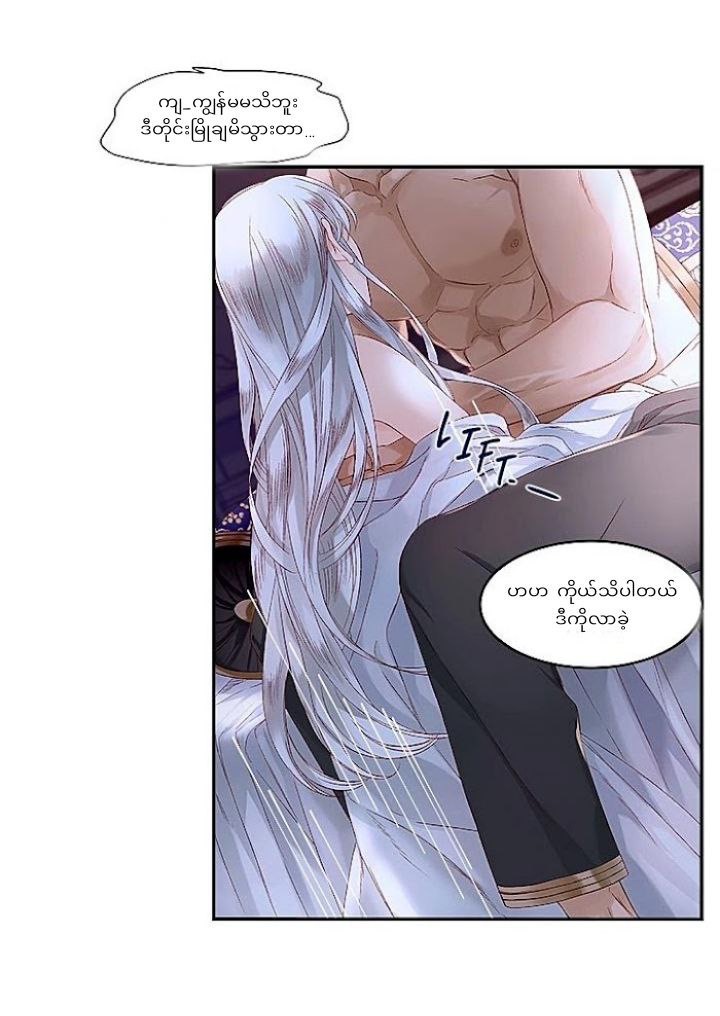 ကျ_ကျွန်မမသိဘူး
ဒီတိုင်းမြိုချမိသွားတာ...
LIFT_
ဟဟ ကိုယ်သိပါတယ်
ဒီကိုလာခဲ့